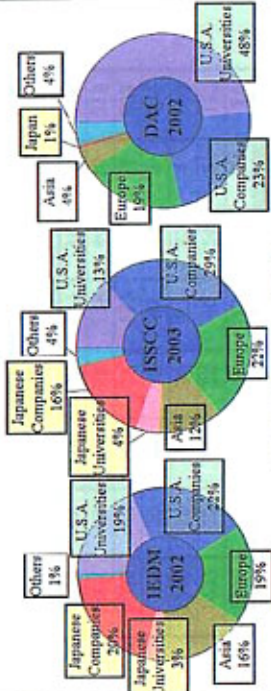 IEDM
2002
Others
1%
U.S.A.
Universities
19%
U.S.A.
Companies
22%
Europe
19%
Asia
16%
Japanese
Universities
3%
Japanese
Companies
20%
ISSCC
2003
Others
4%
U.S.A.
Universities
13%
U.S.A.
Companies
29%
Europe
22%
Asia
12%
Japanese
Universities
4%
Japanese
Companies
16%
DAC
2002
Others
4%
U.S.A.
Universities
48%
U.S.A.
Companies
23%
Europe
19%
Asia
4%
Japan
1%